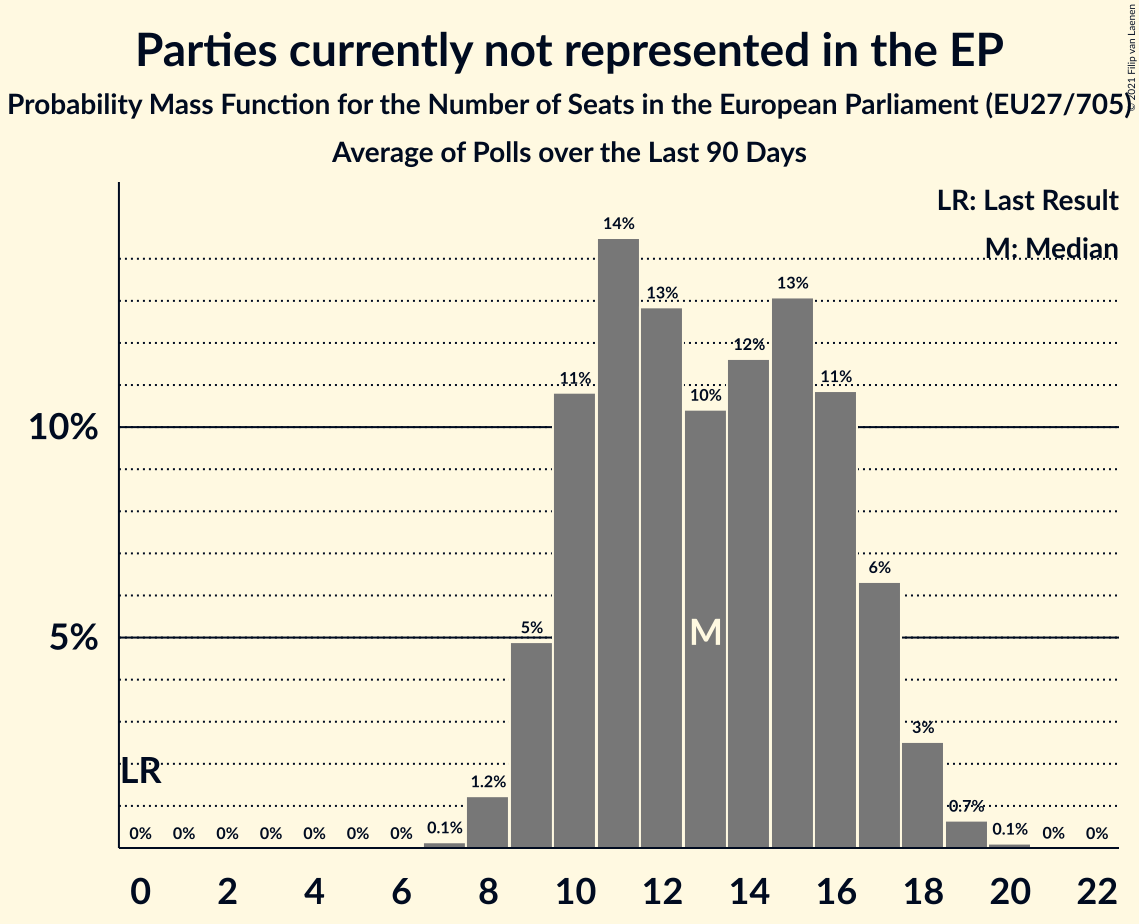 Parties currently not represented in the EP
Probability Mass Function for the Number of Seats in the European Parliament (EU27/705)
Average of Polls over the Last 90 Days
© 2021 Filip van Laenen
LR: Last Result
M: Median
14%
13%
13%
12%
11%
11%
10%
10%
6%
5%
5%
M
3%
LR
1.2%
0.7%
0% 0% 0% 0% 0% 0% 0% 0.1% 0.1% 0% 0%
0 2 4 6 8 10 12 14 16 18 20 22